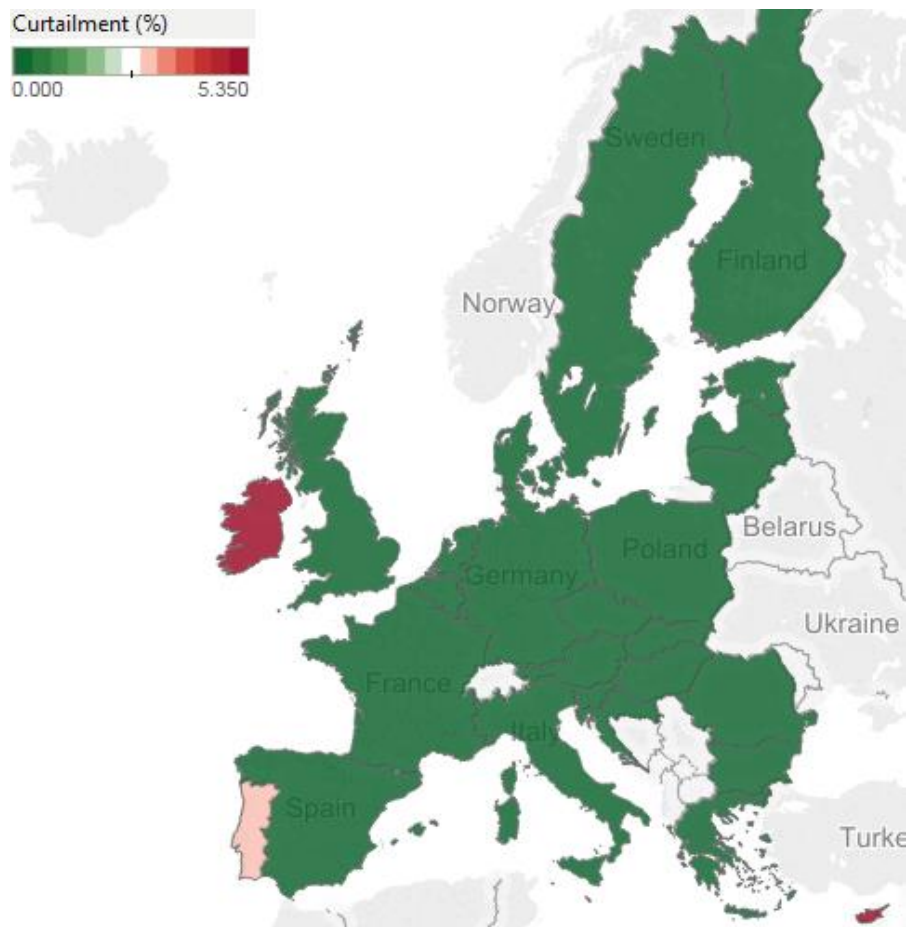 Curtailment (%)
0.000 5.350
Sweden
Finland
Norway
Belarus
Poland
Germany
Ukraine
France
Italy
Spain
Turke